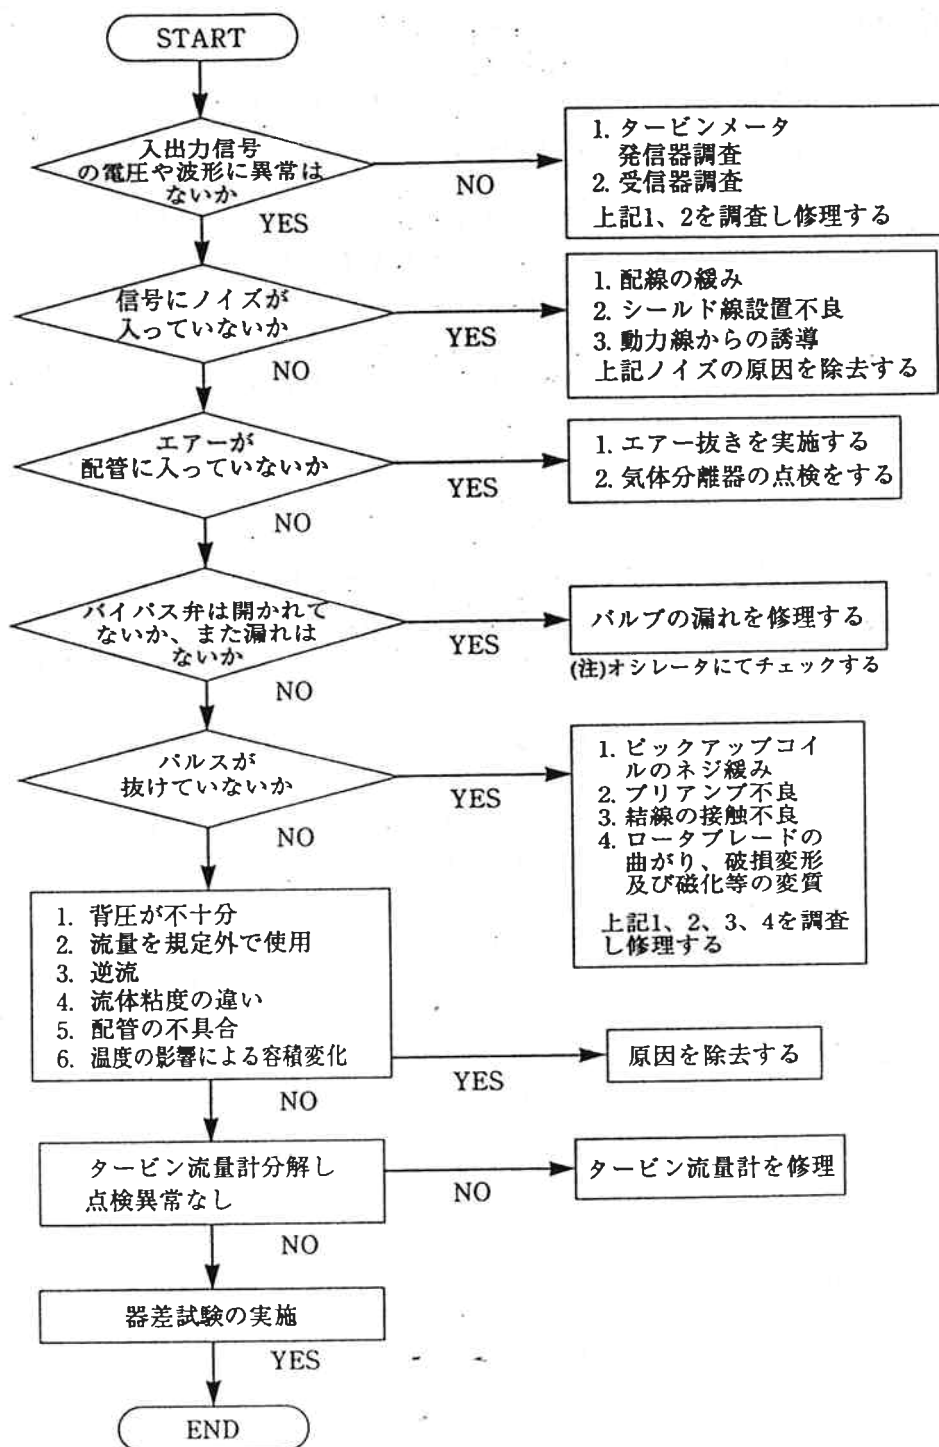 START
入出力信号
の電圧や波形に異常は
ないか
NO
YES
1. タービンメータ
発信器調査
2. 受信器調査
上記1、2を調査し修理する
信号にノイズが
入っていないか
YES
NO
1. 配線の緩み
2. シールド線設置不良
3. 動力線からの誘導
上記ノイズの原因を除去する
エアーが
配管に入っていないか
YES
NO
1. エアー抜きを実施する
2. 気体分離器の点検をする
バイパス弁は開かれて
ないか、また漏れは
ないか
YES
NO
バルブの漏れを修理する
(注)オシレータにてチェックする
パルスが
抜けていないか
YES
NO
1. ピックアップコイ
ルのネジ緩み
2. プリアンプ不良
3. 結線の接触不良
4. ロータブレードの
曲がり、破損変形
及び磁化等の変質
上記1、2、3、4を調査
し修理する
1. 背圧が不十分
2. 流量を規定外で使用
3. 逆流
4. 流体粘度の違い
5. 配管の不具合
6. 温度の影響による容積変化
YES
NO
原因を除去する
タービン流量計分解し
点検異常なし
NO
NO
タービン流量計を修理
器差試験の実施
YES
END